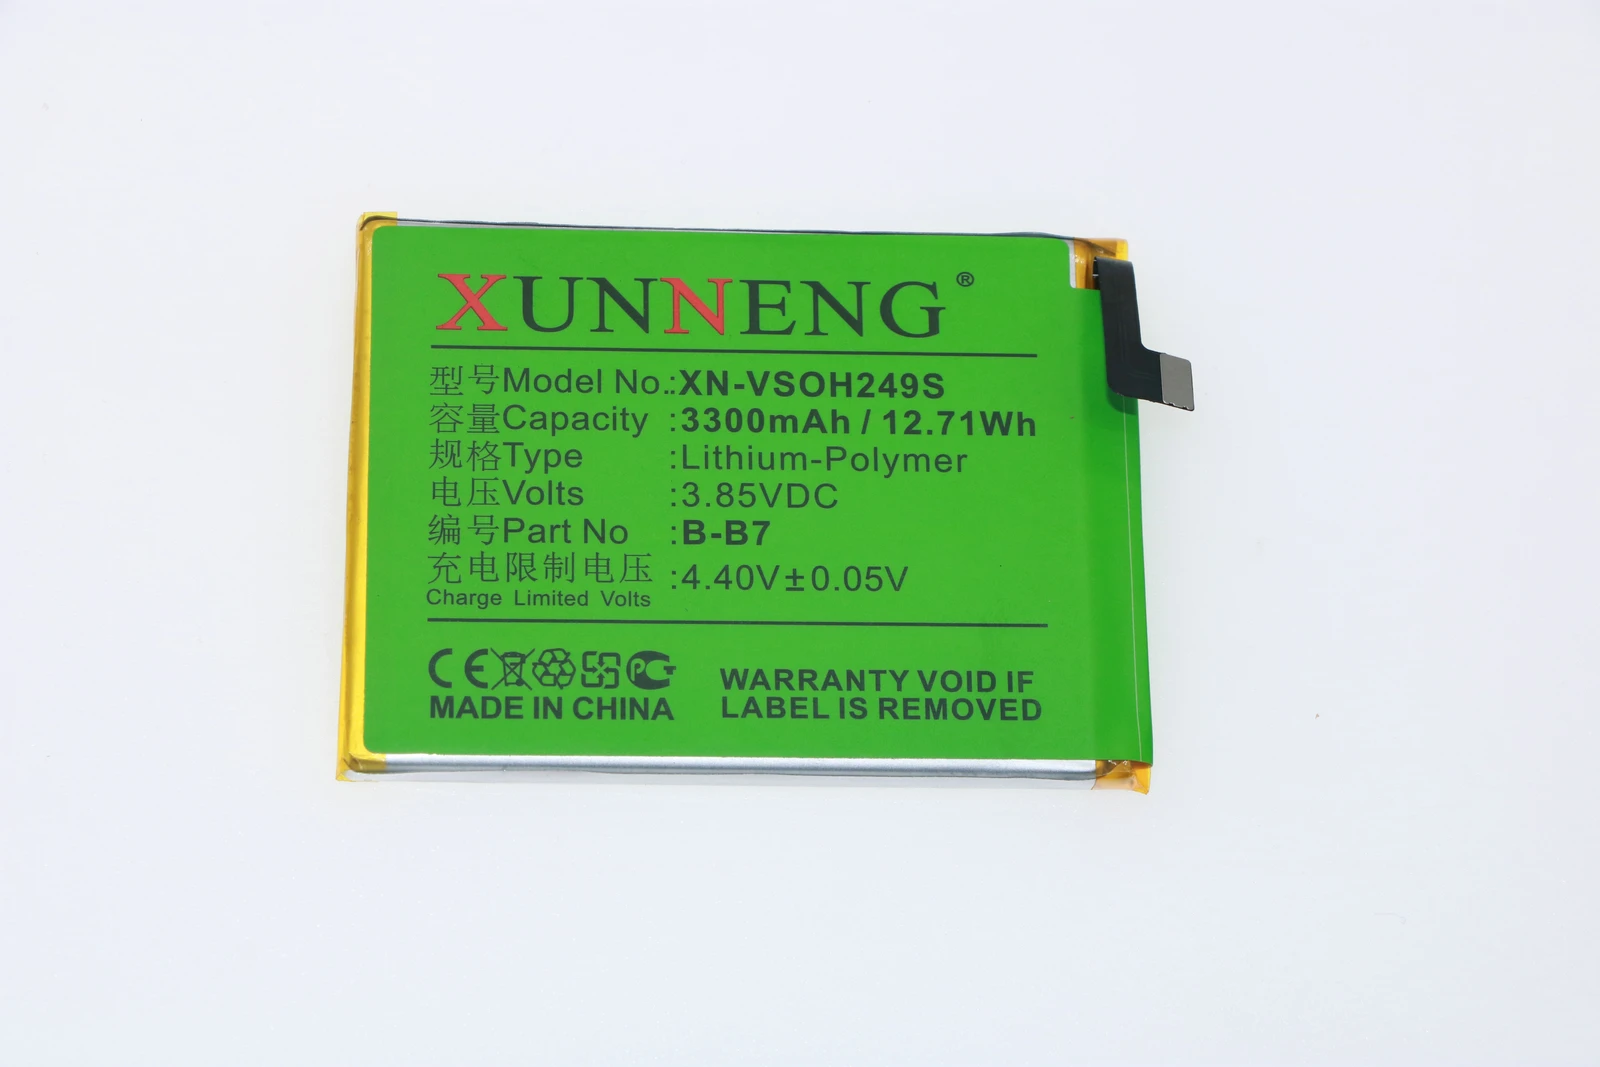 XUNNENG®
型号Model No.:XN-VSOH249S
容量Capacity :3300mAh / 12.71Wh
规格Type :Lithium-Polymer
电压Volts :3.85VDC
编号Part No :B-B7
充电限制电压 :4.40V±0.05V
Charge Limited Volts
CE PCT
MADE IN CHINA
WARRANTY VOID IF
LABEL IS REMOVED